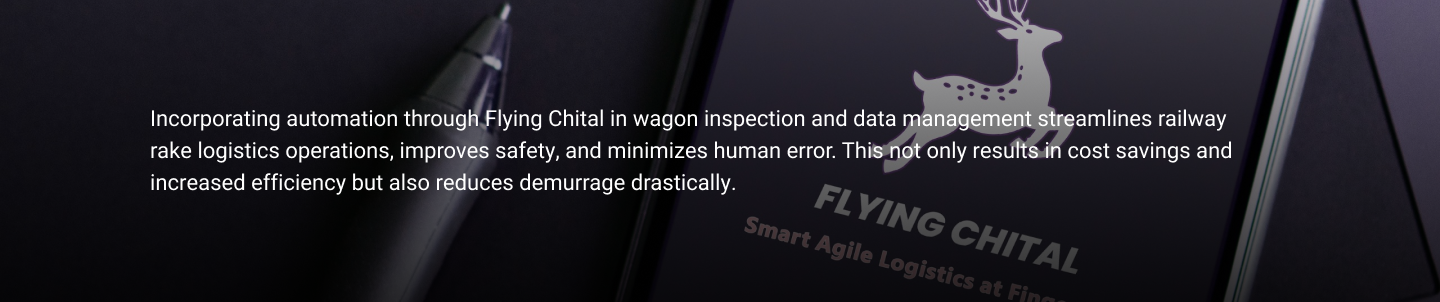 Incorporating automation through Flying Chital in wagon inspection and data management streamlines railway
rake logistics operations, improves safety, and minimizes human error. This not only results in cost savings and
increased efficiency but also reduces demurrage drastically.
FLYING CHITAL
Smart Agile Logistics at